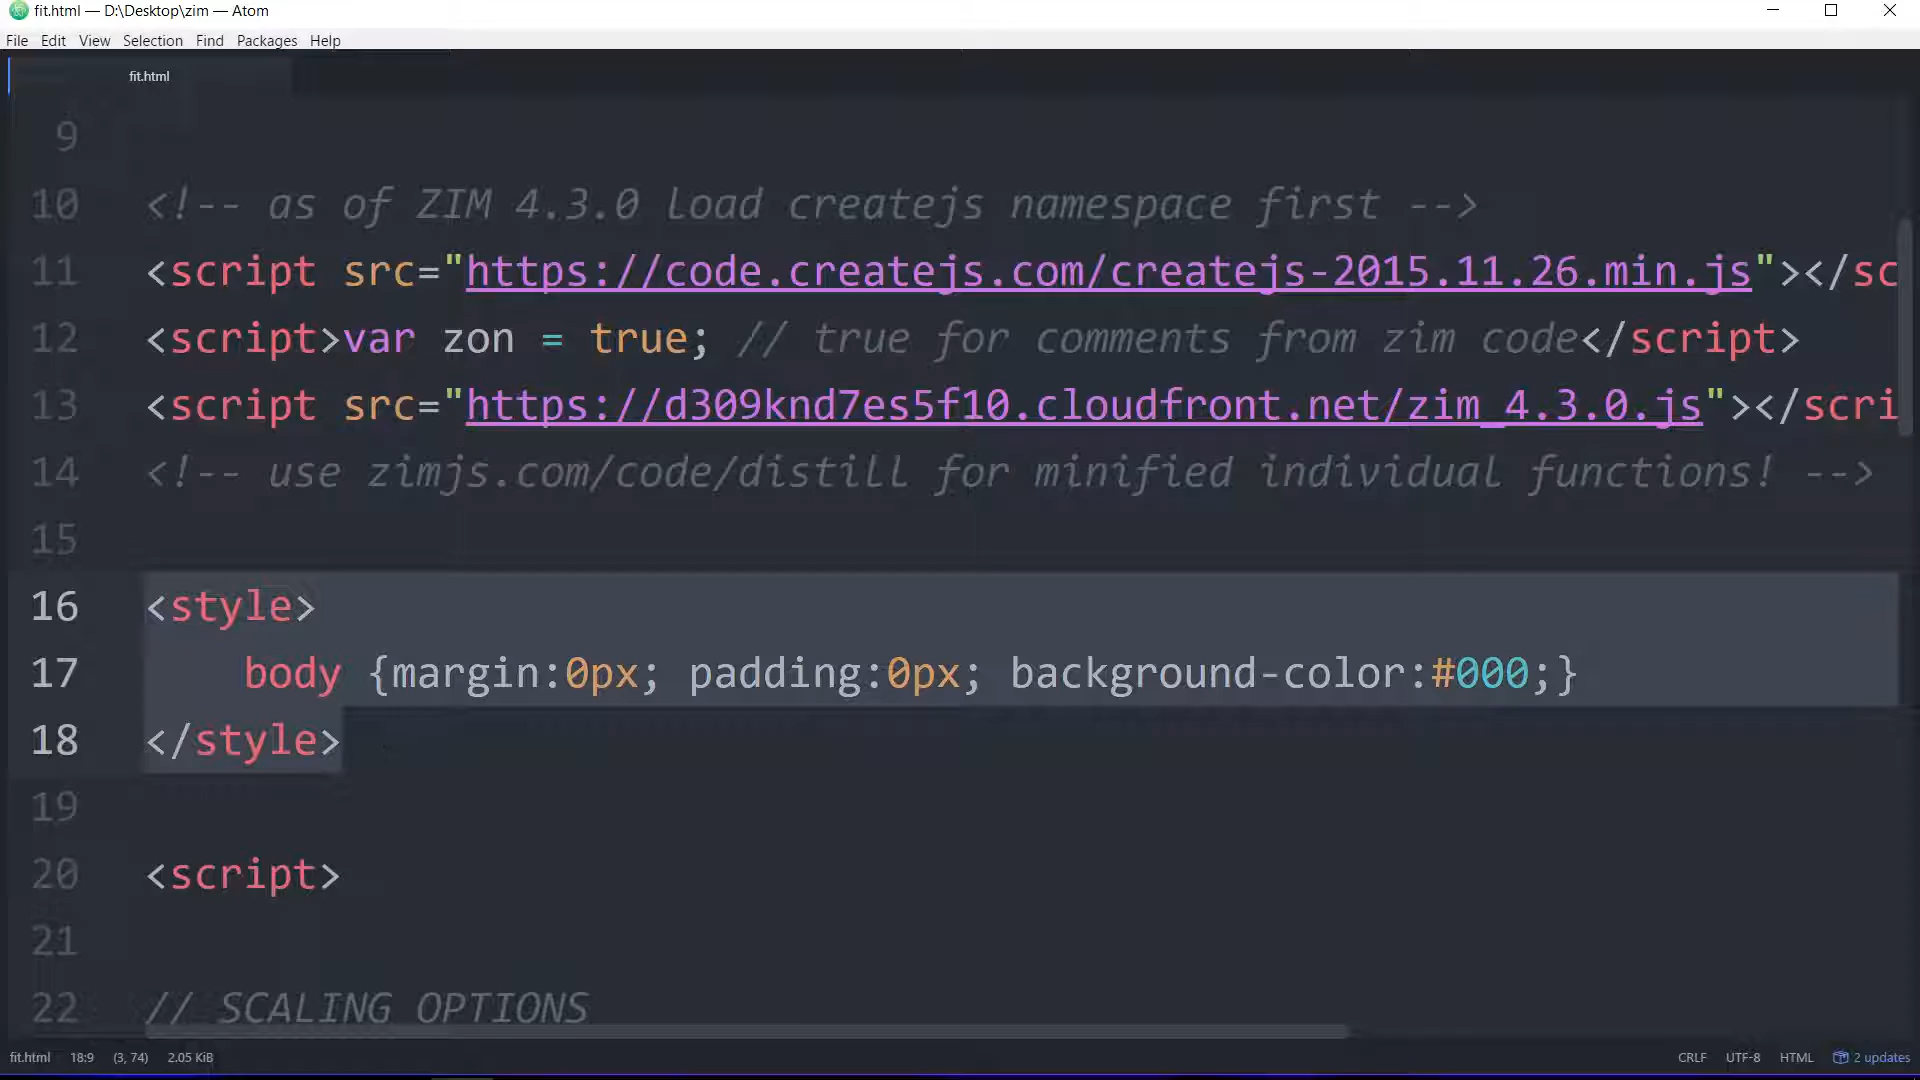 fit.html — D:\Desktop\zim — Atom
File Edit View Selection Find Packages Help
fit.html
9
10 <!-- as of ZIM 4.3.0 Load createjs namespace first -->
11 <script src="https://code.createjs.com/createjs-2015.11.26.min.js"></sc
12 <script>var zon = true; // true for comments from zim code</script>
13 <script src="https://d309knd7es5f10.cloudfront.net/zim_4.3.0.js"></scri
14 <!-- use zimjs.com/code/distill for minified individual functions! -->
15
16 <style>
17 body {margin:0px; padding:0px; background-color:#000;}
18 </style>
19
20 <script>
21
22 // SCALING OPTIONS
fit.html 18:9 (3, 74) 2.05 KiB CRLF UTF-8 HTML 2 updates